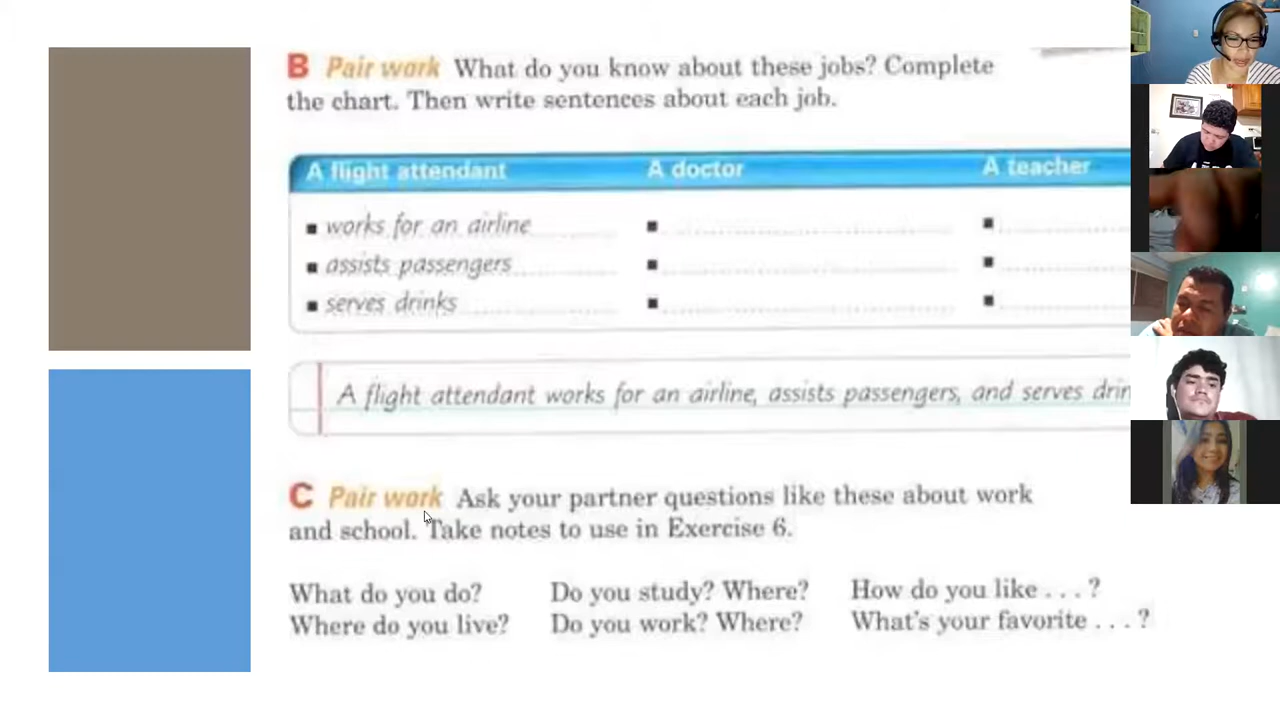 B Pair work What do you know about these jobs? Complete
the chart. Then write sentences about each job.
A flight attendant A doctor A teacher
works for an airline
assists passengers
serves drinks
A flight attendant works for an airline, assists passengers, and serves drin
C Pair work Ask your partner questions like these about work
and school. Take notes to use in Exercise 6.
What do you do? Do you study? Where? How do you like . . . ?
Where do you live? Do you work? Where? What's your favorite . . . ?